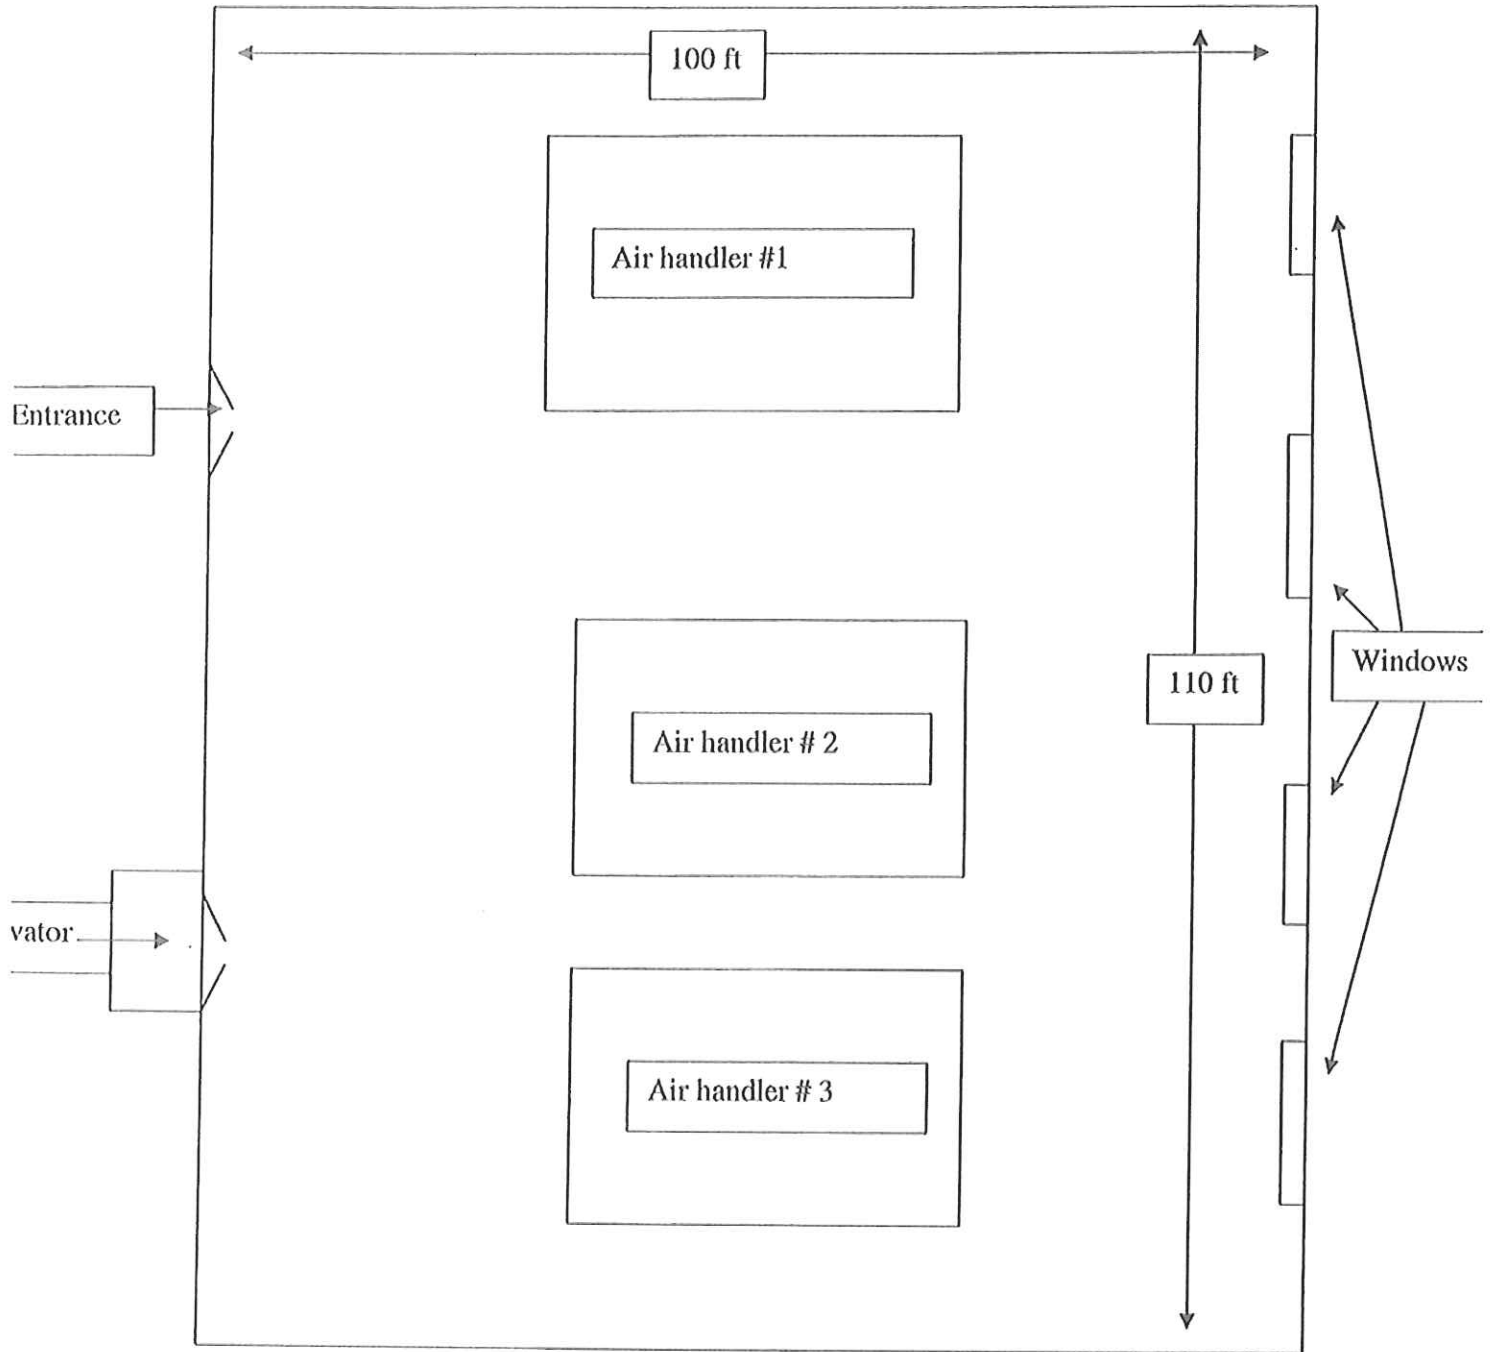 100 ft
Air handler #1
Entrance
Windows
110 ft
Air handler # 2
vator
Air handler # 3